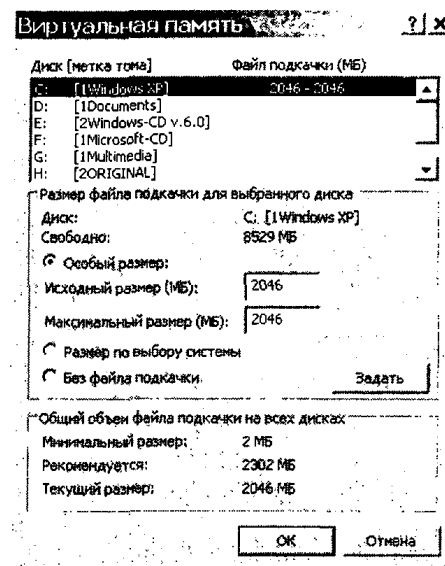 Виртуальная память ? x
Диск [метка тома] Файл подкачки (МБ)
C: [1Windows XP] 2046 - 2046
D: [1Documents]
E: [2Windows-CD v.6.0]
F: [1Microsoft-CD]
G: [1Multimedia]
H: [2ORIGINAL]
Размер файла подкачки для выбранного диска
Диск: C: [1Windows XP]
Свободно: 8529 МБ
Особый размер:
Исходный размер (МБ): 2046
Максимальный размер (МБ): 2046
Размер по выбору системы
Без файла подкачки Задать
Общий объем файла подкачки на всех дисках
Минимальный размер: 2 МБ
Рекомендуется: 2302 МБ
Текущий размер: 2046 МБ
ОК Отмена